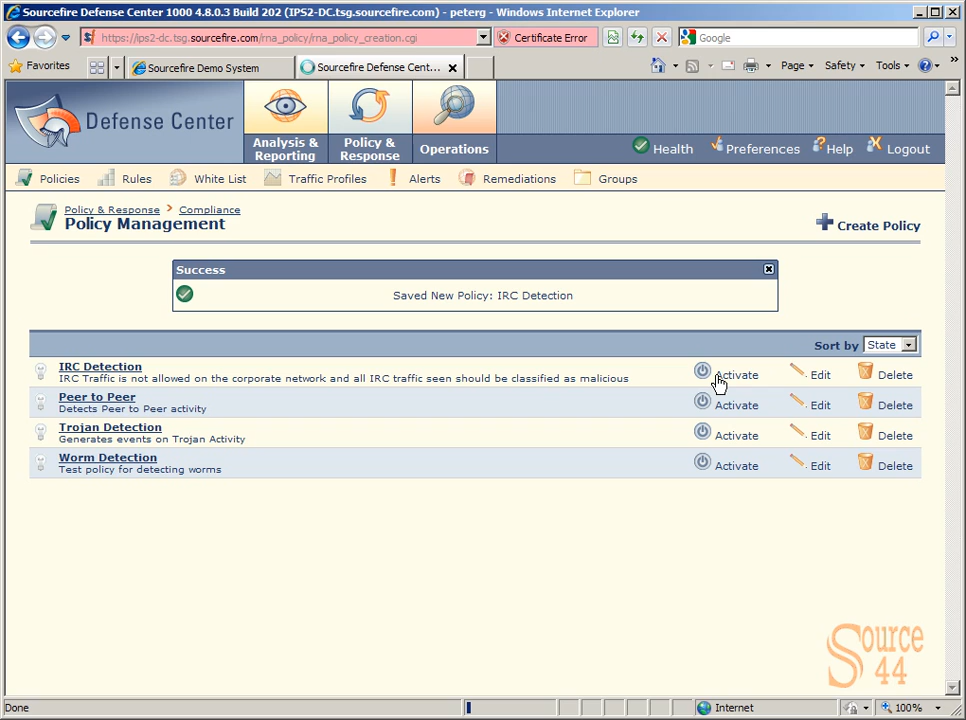 Sourcefire Defense Center 1000 4.8.0.3 Build 202 (IPS2-DC.tsg.sourcefire.com) - peterg - Windows Internet Explorer
https://ips2-dc.tsg.sourcefire.com/rna_policy/rna_policy_creation.cgi
Certificate Error
Google
Favorites
Sourcefire Demo System
Sourcefire Defense Cent...
Page
Safety
Tools
Defense Center
Analysis & Reporting
Policy & Response
Operations
Health
Preferences
Help
Logout
Policies
Rules
White List
Traffic Profiles
Alerts
Remediations
Groups
Policy & Response > Compliance
Policy Management
Create Policy
Success
Saved New Policy: IRC Detection
Sort by State
IRC Detection
IRC Traffic is not allowed on the corporate network and all IRC traffic seen should be classified as malicious
Activate Edit Delete
Peer to Peer
Detects Peer to Peer activity
Activate Edit Delete
Trojan Detection
Generates events on Trojan Activity
Activate Edit Delete
Worm Detection
Test policy for detecting worms
Activate Edit Delete
Source
44
Done
Internet
100%